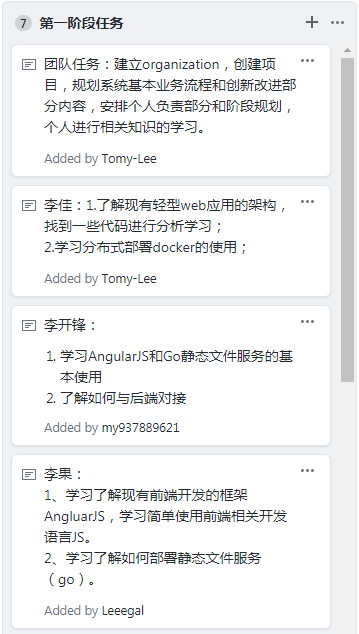 7 第一阶段任务
团队任务：建立organization，创建项
目，规划系统基本业务流程和创新改进部
分内容，安排个人负责部分和阶段规划，
个人进行相关知识的学习。
Added by Tomy-Lee
李佳：1.了解现有轻型web应用的架构，
找到一些代码进行分析学习；
2.学习分布式部署docker的使用；
Added by Tomy-Lee
李开锋：
1. 学习AngularJS和Go静态文件服务的基
本使用
2. 了解如何与后端对接
Added by my937889621
李果：
1、学习了解现有前端开发的框架
AngluarJS，学习简单使用前端相关开发
语言JS。
2、学习了解如何部署静态文件服务
（go）。
Added by Leeegal